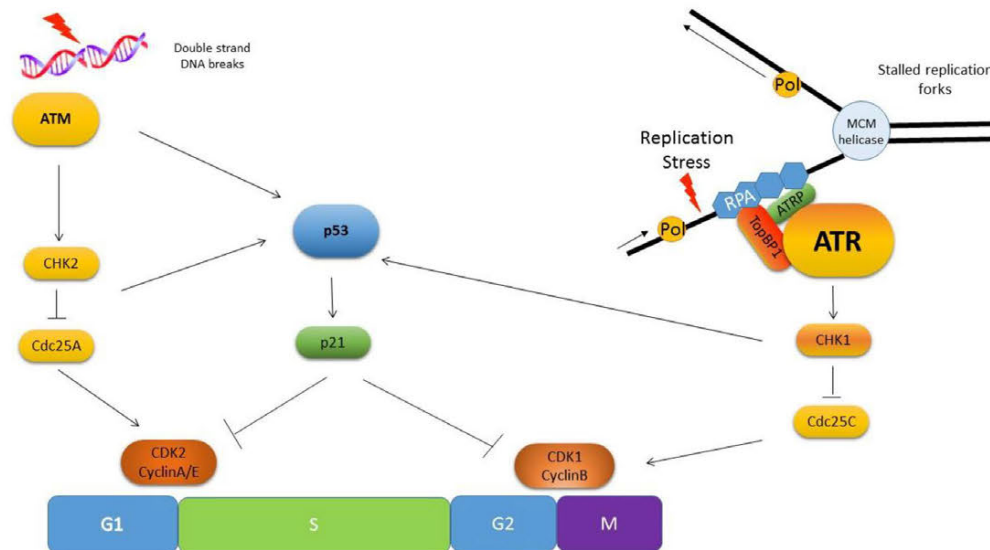 Double strand
DNA breaks
ATM
CHK2
Cdc25A
CDK2
CyclinA/E
p53
p21
CDK1
CyclinB
Replication
Stress
Pol
Pol
RPA
ATRP
TopBP1
ATR
MCM
helicase
Stalled replication
forks
CHK1
Cdc25C
G1
S
G2
M